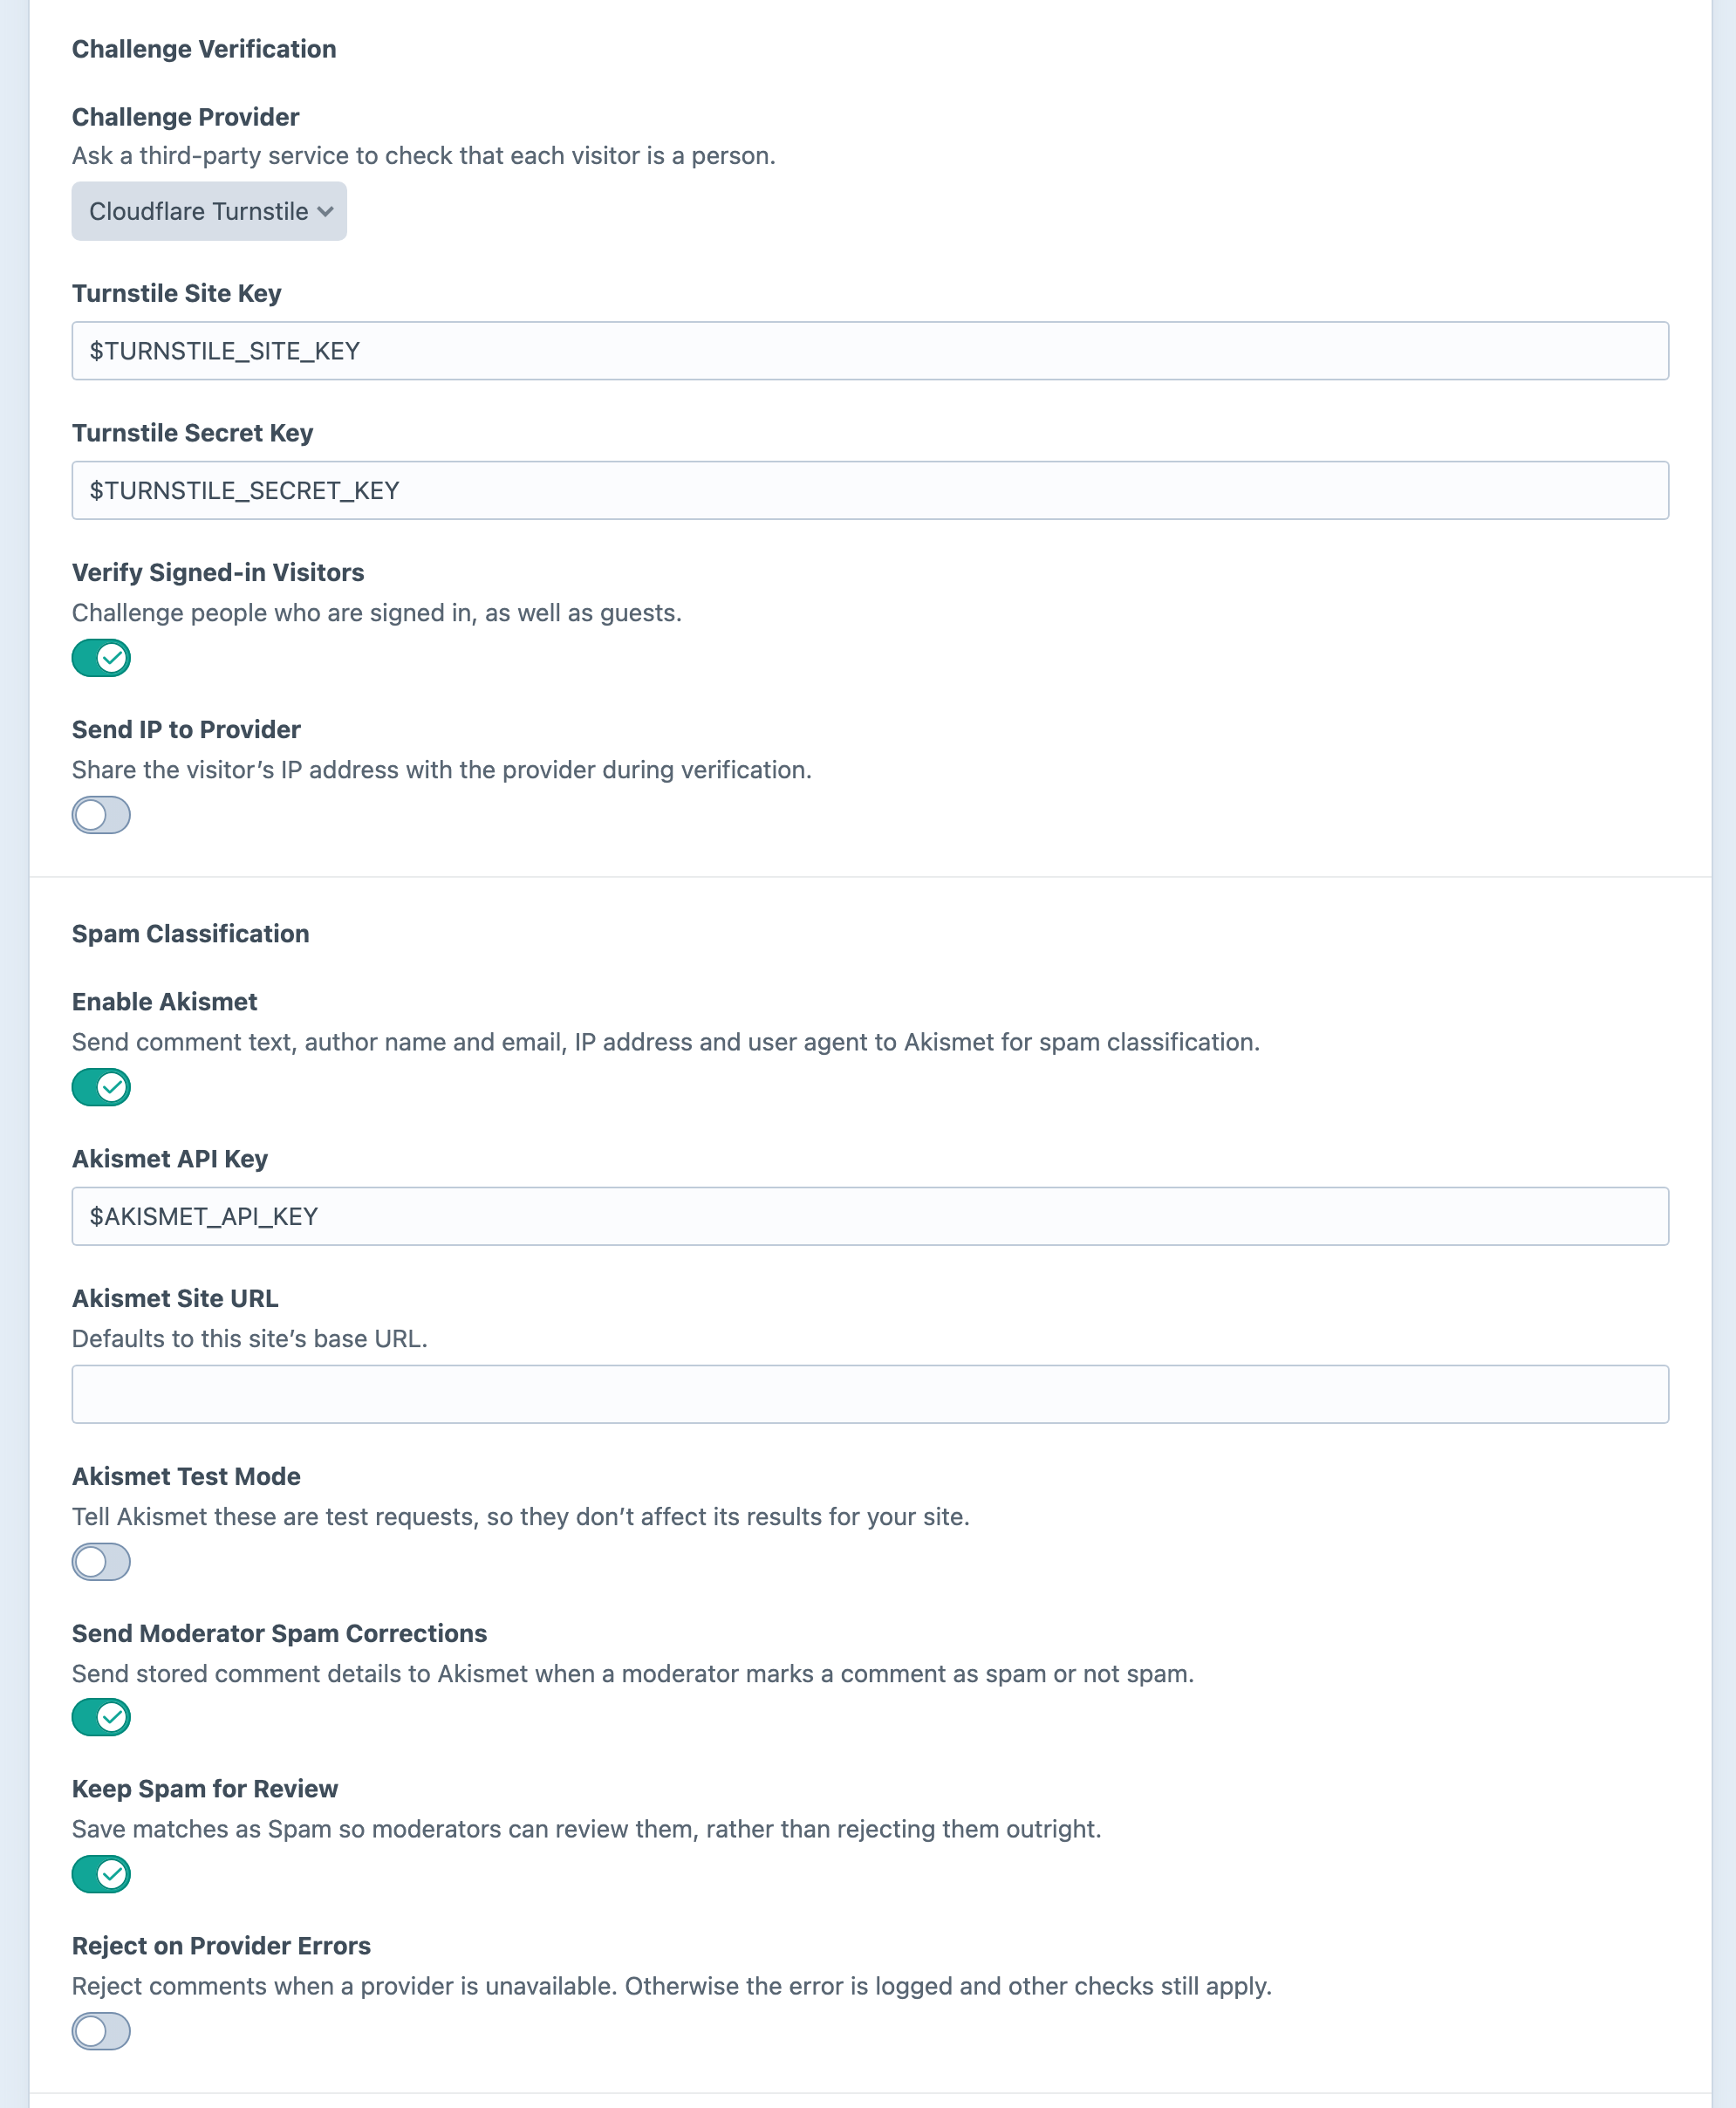 Challenge Verification
Challenge Provider
Ask a third-party service to check that each visitor is a person.
Cloudflare Turnstile
Turnstile Site Key
$TURNSTILE_SITE_KEY
Turnstile Secret Key
$TURNSTILE_SECRET_KEY
Verify Signed-in Visitors
Challenge people who are signed in, as well as guests.
Send IP to Provider
Share the visitor’s IP address with the provider during verification.
Spam Classification
Enable Akismet
Send comment text, author name and email, IP address and user agent to Akismet for spam classification.
Akismet API Key
$AKISMET_API_KEY
Akismet Site URL
Defaults to this site’s base URL.
Akismet Test Mode
Tell Akismet these are test requests, so they don’t affect its results for your site.
Send Moderator Spam Corrections
Send stored comment details to Akismet when a moderator marks a comment as spam or not spam.
Keep Spam for Review
Save matches as Spam so moderators can review them, rather than rejecting them outright.
Reject on Provider Errors
Reject comments when a provider is unavailable. Otherwise the error is logged and other checks still apply.